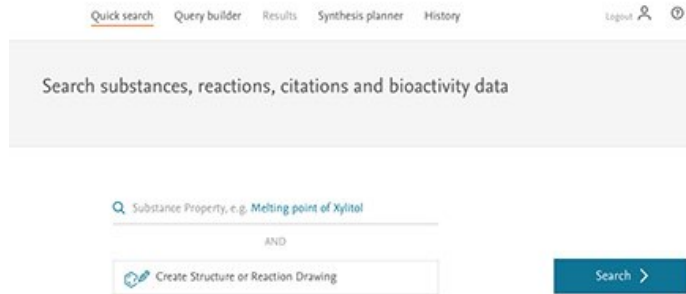 Quick search Query builder Results Synthesis planner History Logout
Search substances, reactions, citations and bioactivity data
Substance Property, e.g. Melting point of Xylitol
AND
Create Structure or Reaction Drawing
Search